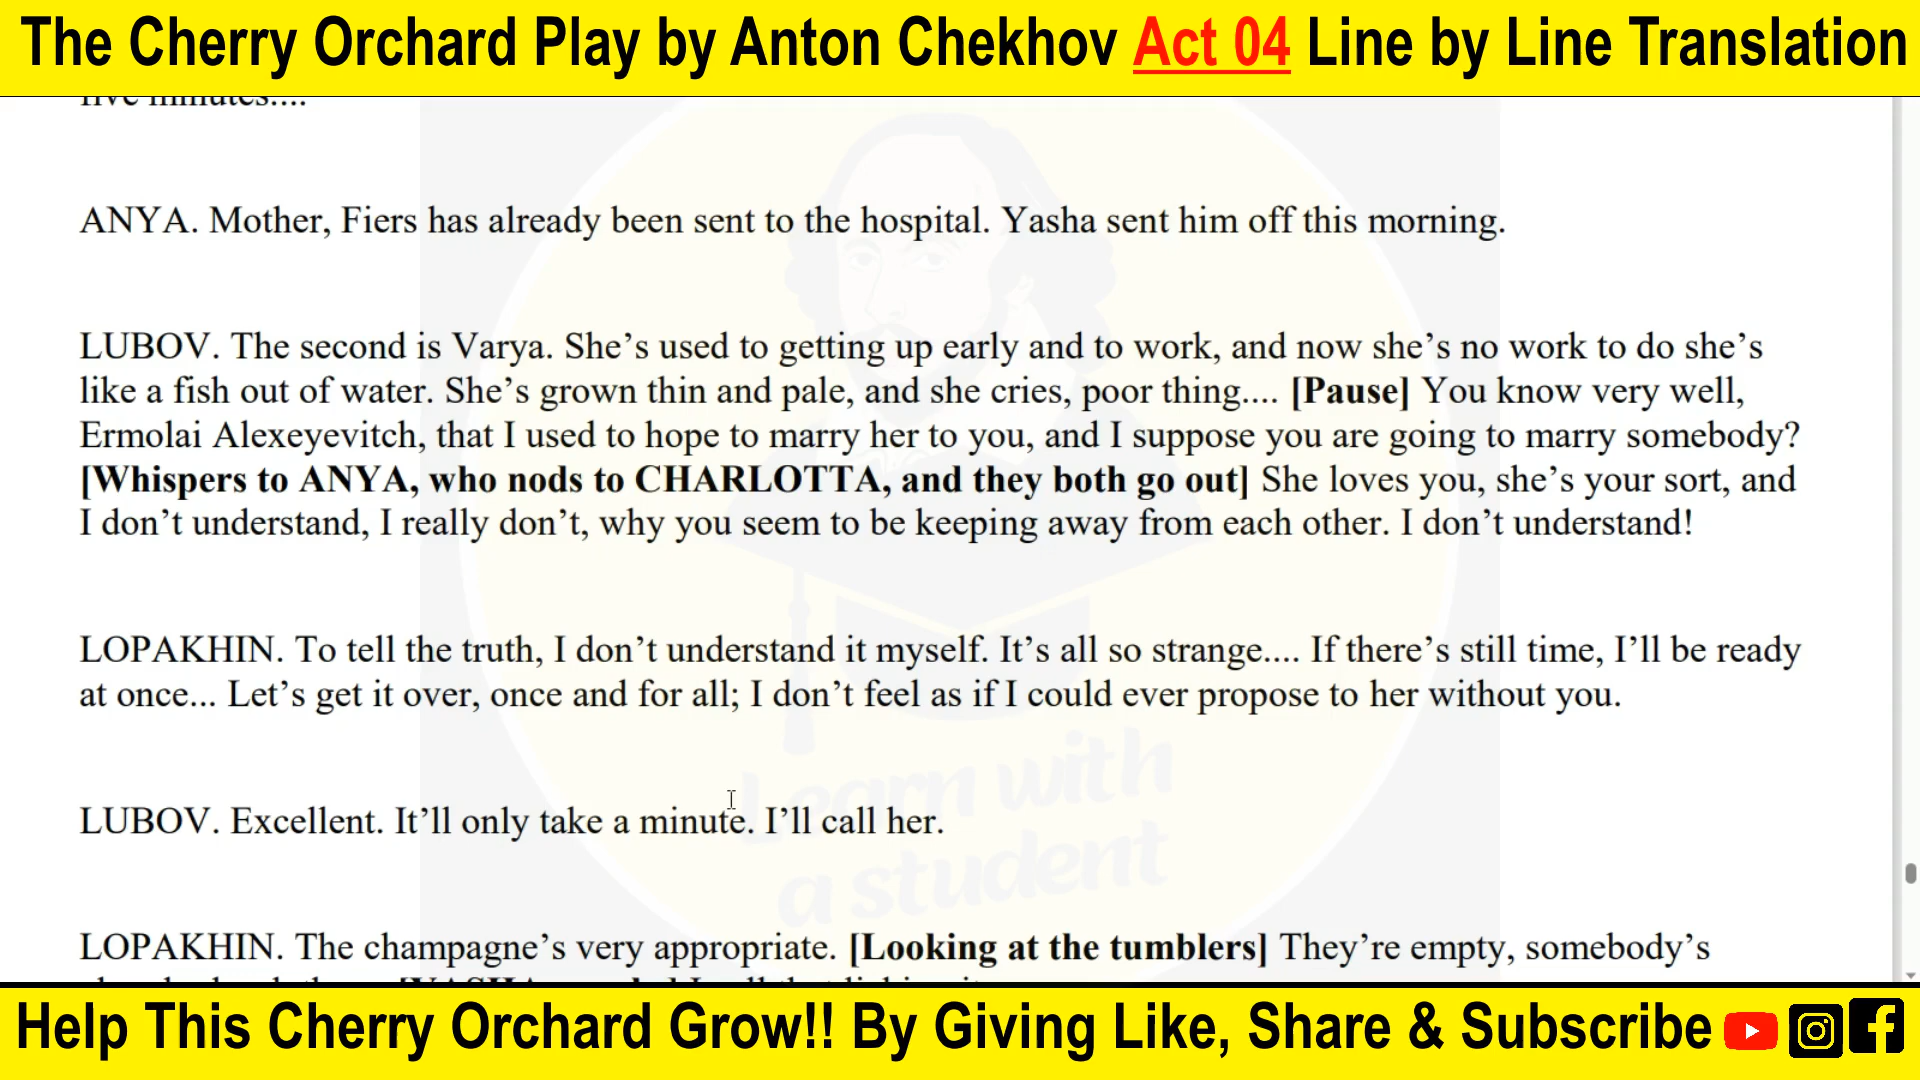 The Cherry Orchard Play by Anton Chekhov Act 04 Line by Line Translation
five minutes....
ANYA. Mother, Fiers has already been sent to the hospital. Yasha sent him off this morning.
LUBOV. The second is Varya. She’s used to getting up early and to work, and now she’s no work to do she’s
like a fish out of water. She’s grown thin and pale, and she cries, poor thing.... [Pause] You know very well,
Ermolai Alexeyevitch, that I used to hope to marry her to you, and I suppose you are going to marry somebody?
[Whispers to ANYA, who nods to CHARLOTTA, and they both go out] She loves you, she’s your sort, and
I don’t understand, I really don’t, why you seem to be keeping away from each other. I don’t understand!
LOPAKHIN. To tell the truth, I don’t understand it myself. It’s all so strange.... If there’s still time, I’ll be ready
at once... Let’s get it over, once and for all; I don’t feel as if I could ever propose to her without you.
Learn with
a student
LUBOV. Excellent. It’ll only take a minute. I’ll call her.
LOPAKHIN. The champagne’s very appropriate. [Looking at the tumblers] They’re empty, somebody’s
Help This Cherry Orchard Grow!! By Giving Like, Share & Subscribe